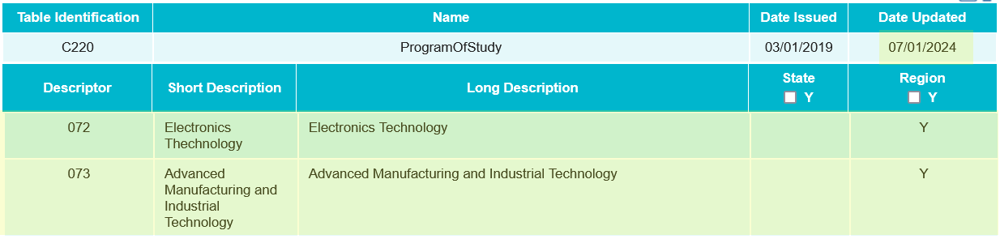 Table Identification Name Date Issued Date Updated
C220 ProgramOfStudy 03/01/2019 07/01/2024
Descriptor Short Description Long Description State Y Region Y
072 Electronics Thechnology Electronics Technology Y
073 Advanced Manufacturing and Industrial Technology Advanced Manufacturing and Industrial Technology Y